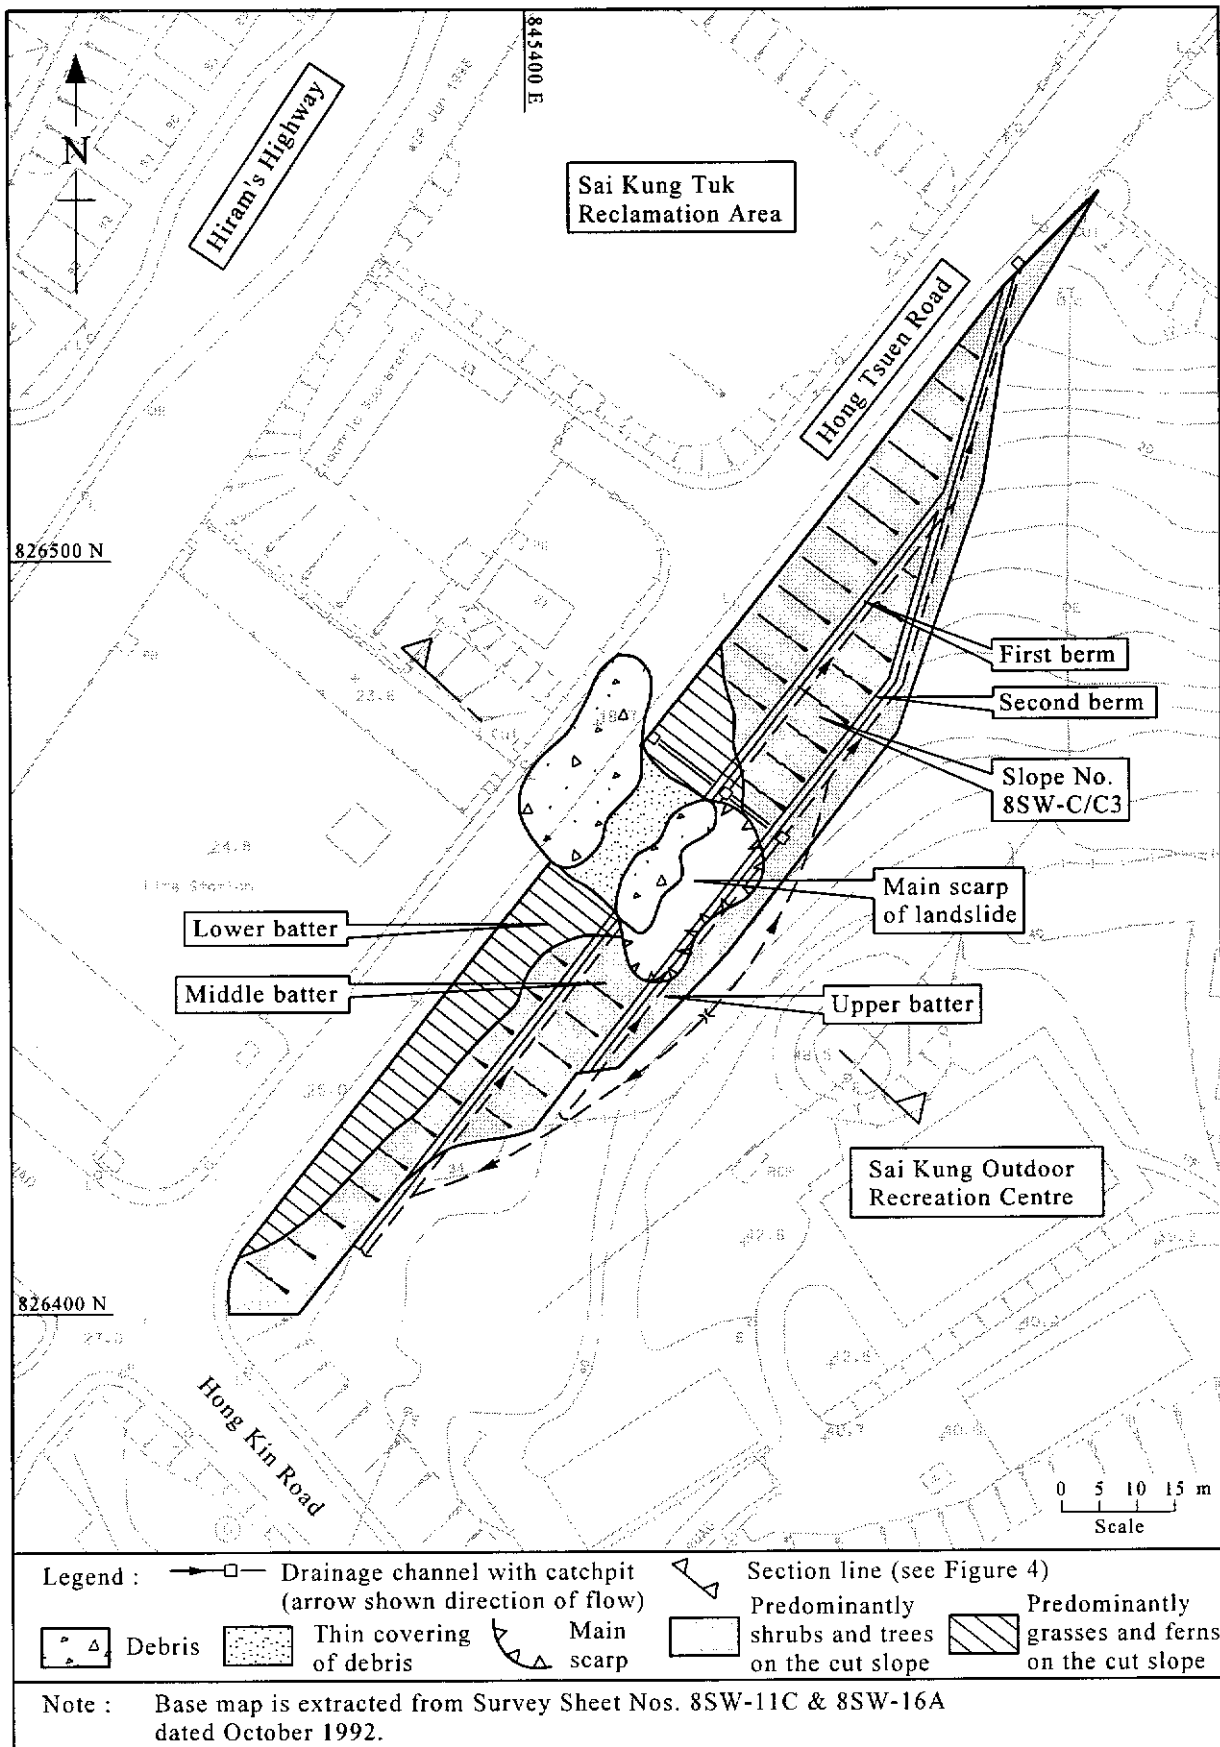 845400 E
N
Hiram's Highway
Sai Kung Tuk
Reclamation Area
Hong Tsuen Road
826500 N
First berm
Second berm
23.6
Slope No.
8SW-C/C3
24.8
Main scarp
of landslide
Lower batter
Middle batter
Upper batter
34
Sai Kung Outdoor
Recreation Centre
826400 N
Hong Kin Road
0 5 10 15 m
Scale
Legend :
Drainage channel with catchpit
(arrow shown direction of flow)
Section line (see Figure 4)
Debris
Thin covering
of debris
Main
scarp
Predominantly
shrubs and trees
on the cut slope
Predominantly
grasses and ferns
on the cut slope
Note : Base map is extracted from Survey Sheet Nos. 8SW-11C & 8SW-16A
dated October 1992.